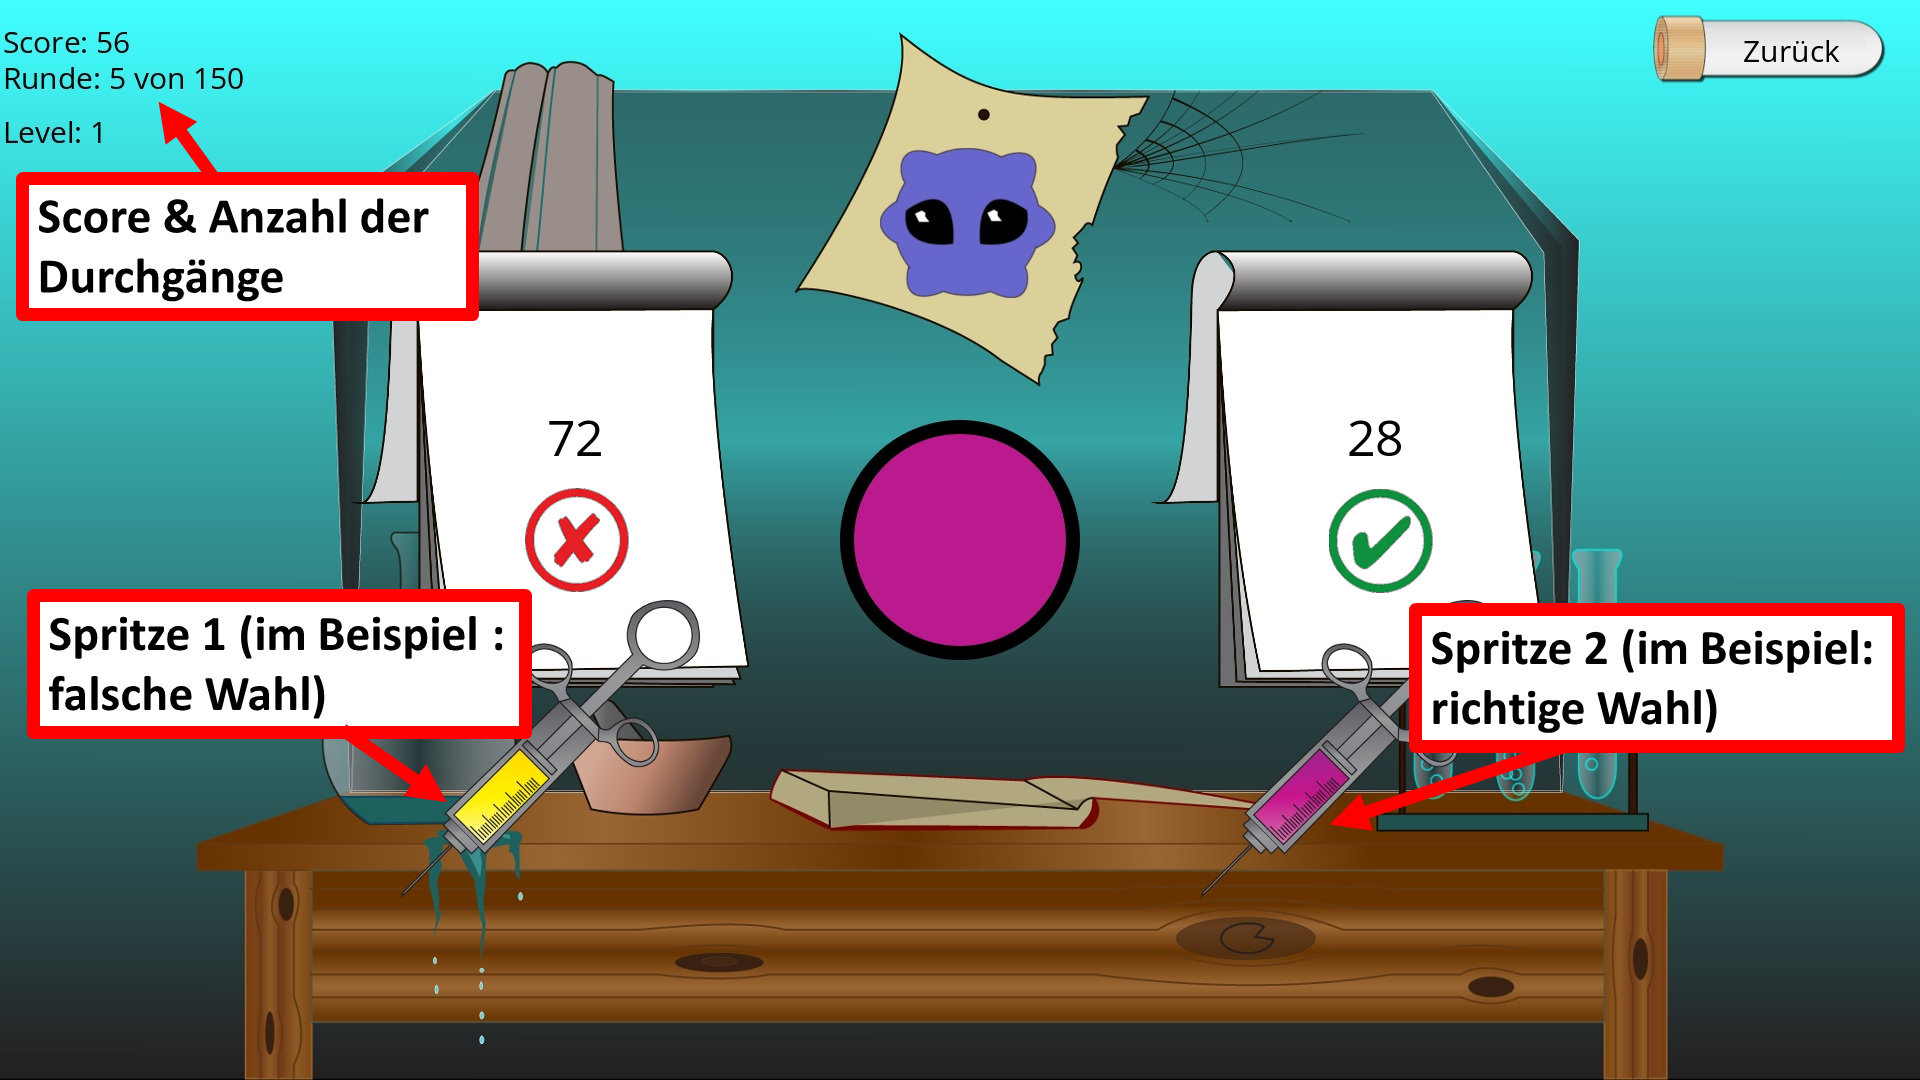 Score: 56
Runde: 5 von 150
Level: 1
Zurück
Score & Anzahl der
Durchgänge
72
28
Spritze 1 (im Beispiel :
falsche Wahl)
Spritze 2 (im Beispiel:
richtige Wahl)